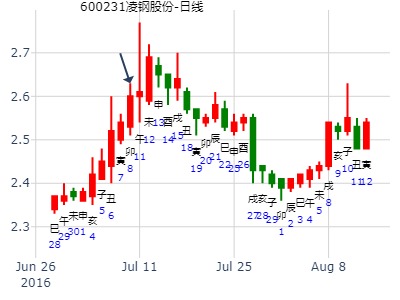 600231凌钢股份-日线
2.7
2.6
2.5
2.4
2.3
巳
28
午
29
未
30
申
1
亥
4
子
5
丑
6
寅
7
卯
8
午
11
未
12
申
13
酉
14
戌
15
丑
18
寅
19
卯
20
辰
21
巳
22
申
25
酉
26
戌
27
亥
28
子
29
卯
1
辰
2
巳
3
午
4
未
5
戌
8
亥
9
子
10
丑
11
寅
12
Jun 26
2016
Jul 11
Jul 25
Aug 8